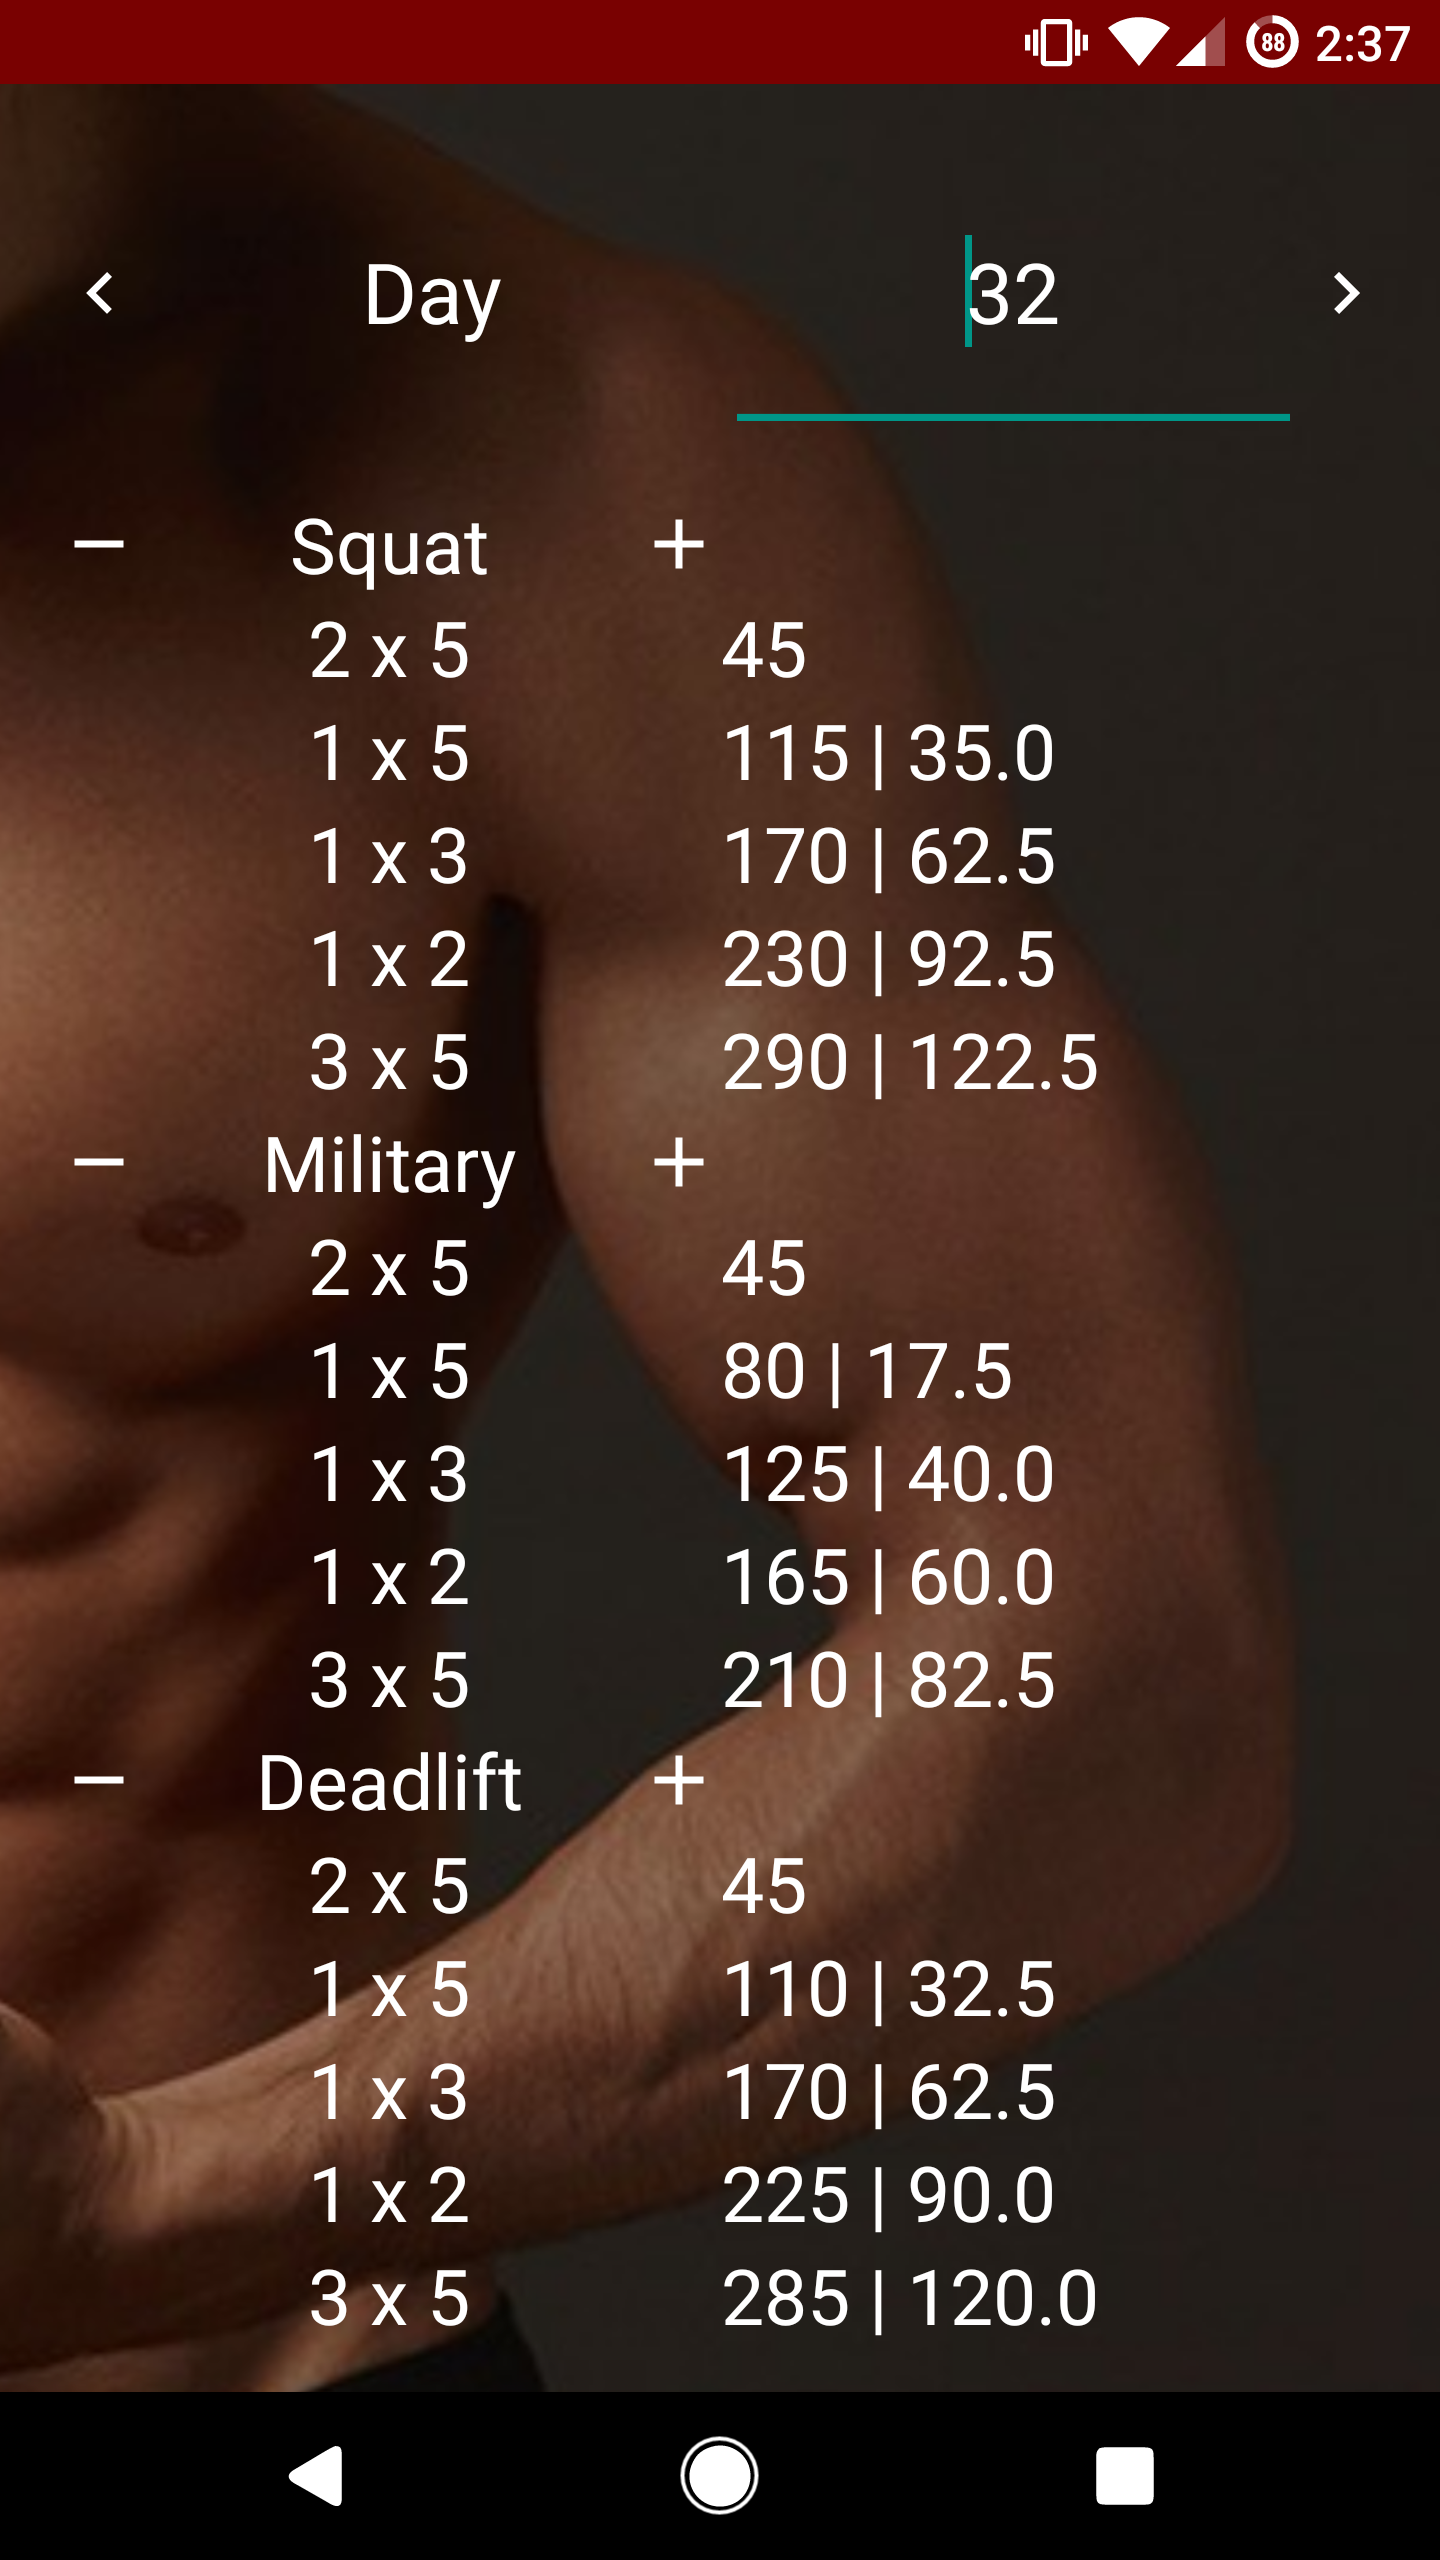 88 2:37
Day 32
Squat
2 x 5 45
1 x 5 115 | 35.0
1 x 3 170 | 62.5
1 x 2 230 | 92.5
3 x 5 290 | 122.5
Military
2 x 5 45
1 x 5 80 | 17.5
1 x 3 125 | 40.0
1 x 2 165 | 60.0
3 x 5 210 | 82.5
Deadlift
2 x 5 45
1 x 5 110 | 32.5
1 x 3 170 | 62.5
1 x 2 225 | 90.0
3 x 5 285 | 120.0